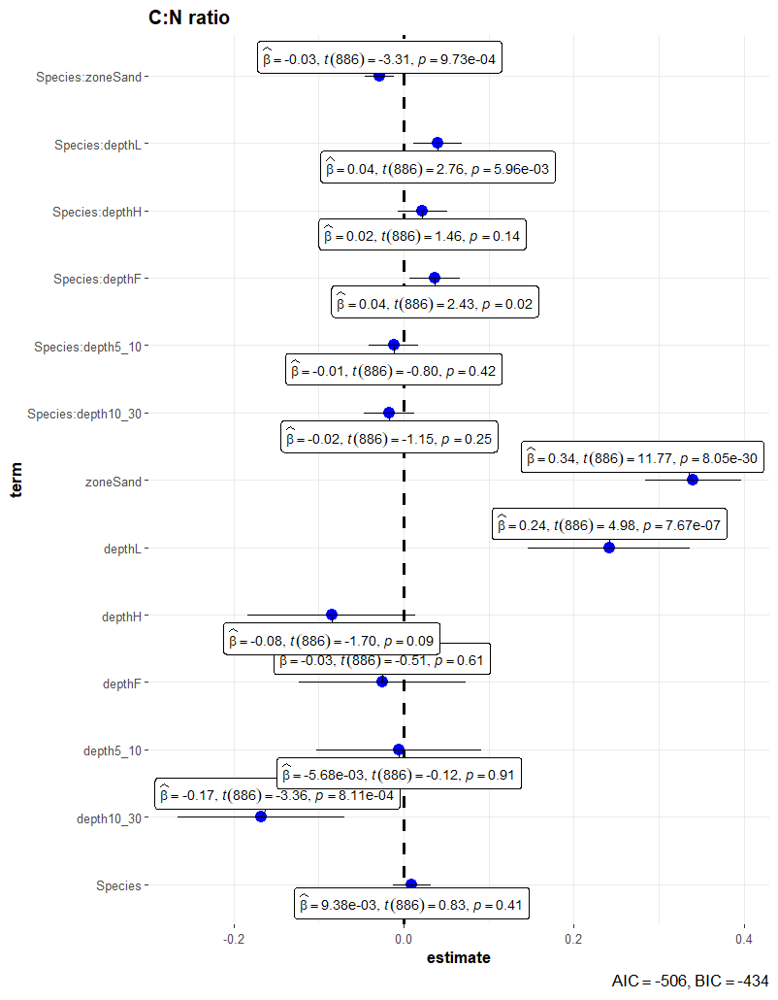 C:N ratio
Species:zoneSand
β̂ = -0.03, t(886) = -3.31, p = 9.73e-04
Species:depthL
β̂ = 0.04, t(886) = 2.76, p = 5.96e-03
Species:depthH
β̂ = 0.02, t(886) = 1.46, p = 0.14
Species:depthF
β̂ = 0.04, t(886) = 2.43, p = 0.02
Species:depth5_10
β̂ = -0.01, t(886) = -0.80, p = 0.42
Species:depth10_30
β̂ = -0.02, t(886) = -1.15, p = 0.25
zoneSand
β̂ = 0.34, t(886) = 11.77, p = 8.05e-30
depthL
β̂ = 0.24, t(886) = 4.98, p = 7.67e-07
depthH
β̂ = -0.08, t(886) = -1.70, p = 0.09
depthF
β = -0.03, t(886) = -0.51, p = 0.61
depth5_10
β̂ = -5.68e-03, t(886) = -0.12, p = 0.91
depth10_30
β̂ = -0.17, t(886) = -3.36, p = 8.11e-04
Species
β̂ = 9.38e-03, t(886) = 0.83, p = 0.41
term
-0.2 0.0 0.2 0.4
estimate
AIC = -506, BIC = -434